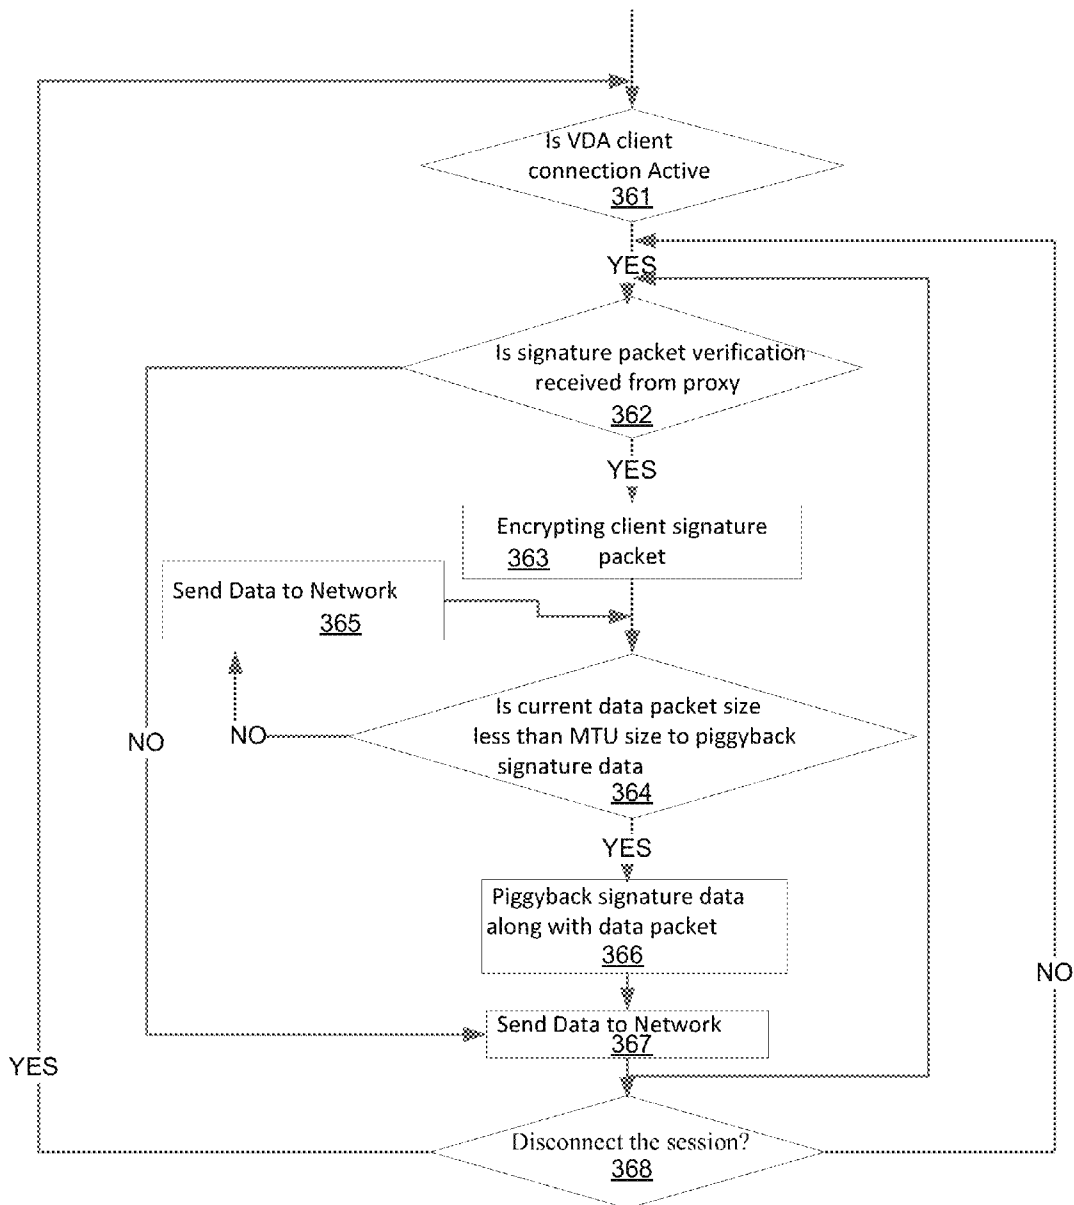 Is VDA client
connection Active
361
YES
Is signature packet verification
received from proxy
362
YES
Encrypting client signature
363 packet
Send Data to Network
365
Is current data packet size
NO
NO
less than MTU size to piggyback
signature data
364
YES
Piggyback signature data
along with data packet
366
NO
Send Data to Network
367
YES
Disconnect the session?
368